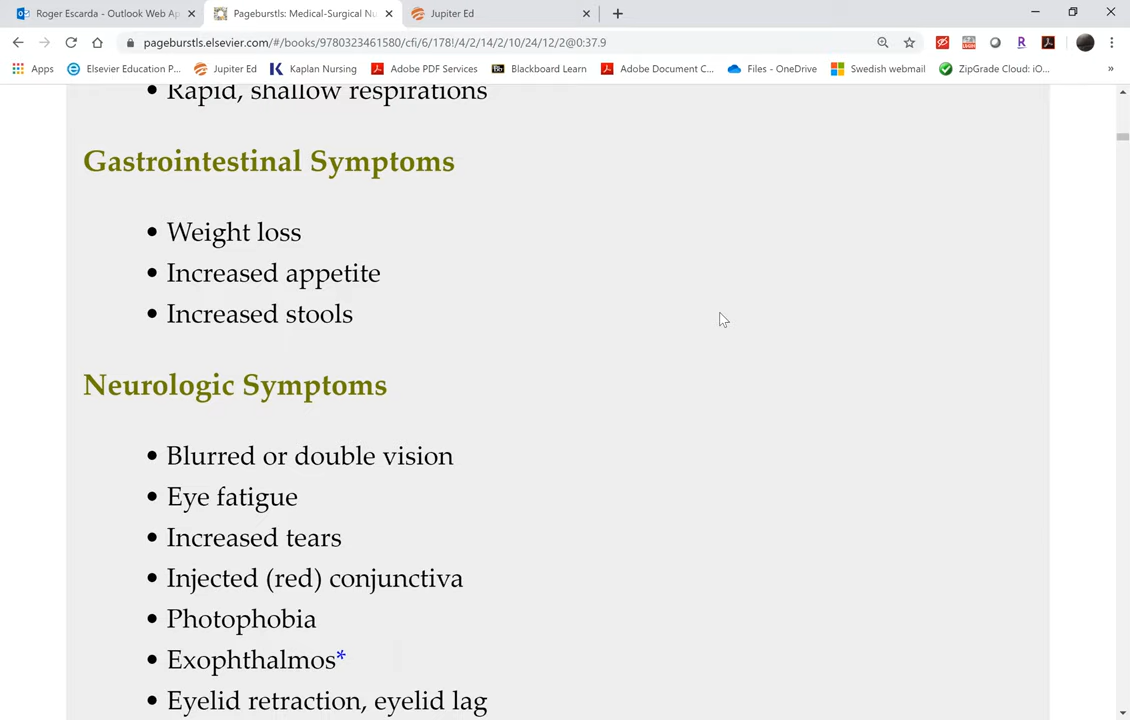 Roger Escarda - Outlook Web Ap
Pageburstls: Medical-Surgical Nu
Jupiter Ed
pageburstls.elsevier.com/#/books/9780323461580/cfi/6/178!/4/2/14/2/10/24/12/2@0:37.9
Apps
Elsevier Education P...
Jupiter Ed
Kaplan Nursing
Adobe PDF Services
Blackboard Learn
Adobe Document C...
Files - OneDrive
Swedish webmail
ZipGrade Cloud: iO...
»
• Rapid, shallow respirations
Gastrointestinal Symptoms
• Weight loss
• Increased appetite
• Increased stools
Neurologic Symptoms
• Blurred or double vision
• Eye fatigue
• Increased tears
• Injected (red) conjunctiva
• Photophobia
• Exophthalmos*
• Eyelid retraction, eyelid lag